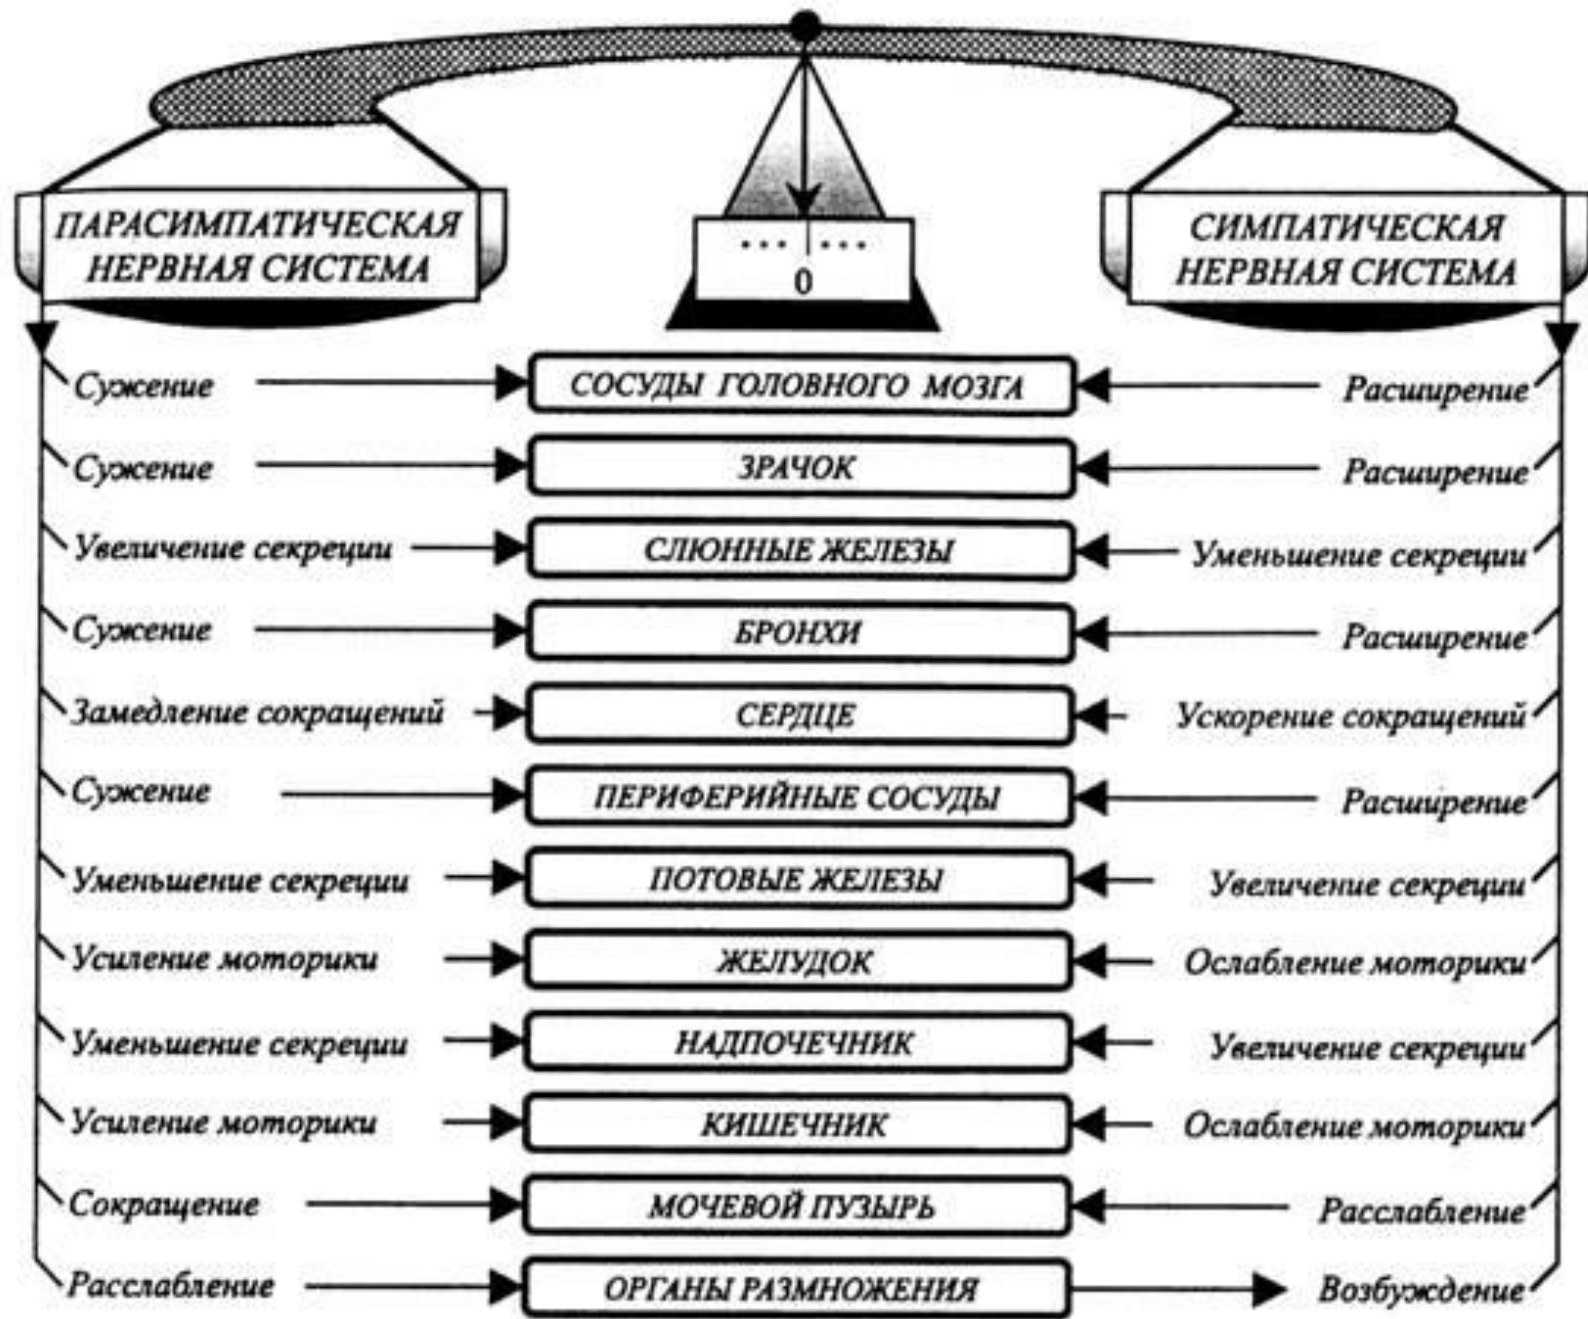 ПАРАСИМПАТИЧЕСКАЯ
НЕРВНАЯ СИСТЕМА
... ...
0
СИМПАТИЧЕСКАЯ
НЕРВНАЯ СИСТЕМА
Сужение СОСУДЫ ГОЛОВНОГО МОЗГА Расширение
Сужение ЗРАЧОК Расширение
Увеличение секреции СЛЮННЫЕ ЖЕЛЕЗЫ Уменьшение секреции
Сужение БРОНХИ Расширение
Замедление сокращений СЕРДЦЕ Ускорение сокращений
Сужение ПЕРИФЕРИЙНЫЕ СОСУДЫ Расширение
Уменьшение секреции ПОТОВЫЕ ЖЕЛЕЗЫ Увеличение секреции
Усиление моторики ЖЕЛУДОК Ослабление моторики
Уменьшение секреции НАДПОЧЕЧНИК Увеличение секреции
Усиление моторики КИШЕЧНИК Ослабление моторики
Сокращение МОЧЕВОЙ ПУЗЫРЬ Расслабление
Расслабление ОРГАНЫ РАЗМНОЖЕНИЯ Возбуждение